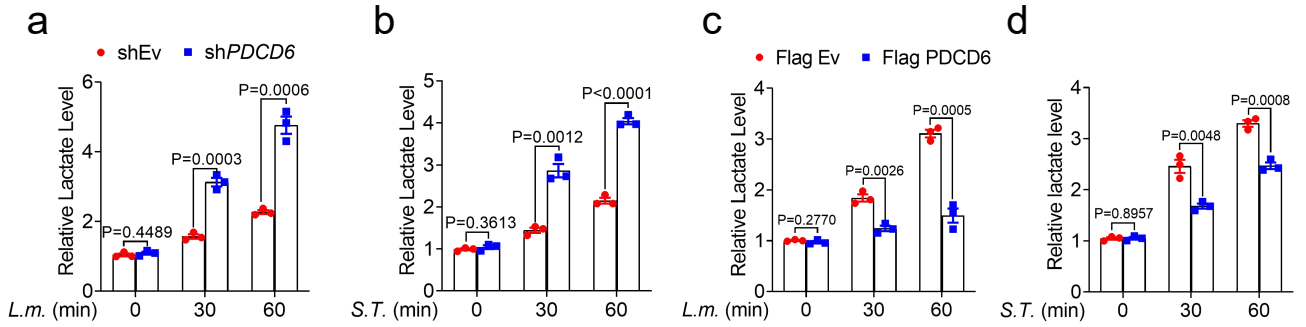 a
shEv
shPDCD6
Relative Lactate Level
6
4
2
0
P=0.4489
P=0.0003
P=0.0006
L.m. (min)
0
30
60
b
Relative Lactate Level
5
4
3
2
1
0
P=0.3613
P=0.0012
P<0.0001
S.T. (min)
0
30
60
c
Flag Ev
Flag PDCD6
Relative Lactate Level
4
3
2
1
0
P=0.2770
P=0.0026
P=0.0005
L.m. (min)
0
30
60
d
Relative lactate level
4
3
2
1
0
P=0.8957
P=0.0048
P=0.0008
S.T. (min)
0
30
60